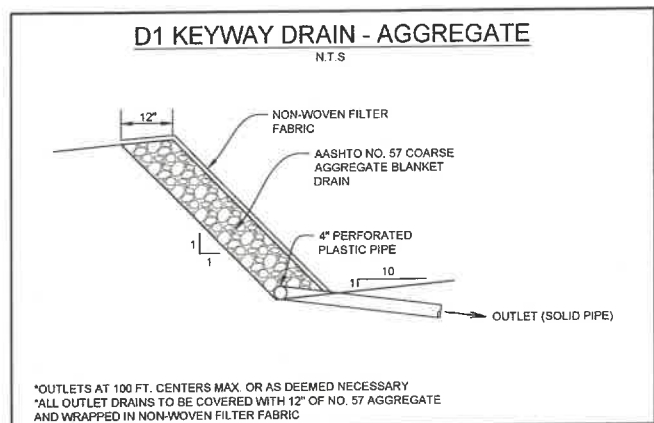 D1 KEYWAY DRAIN - AGGREGATE
N.T.S
12"
NON-WOVEN FILTER
FABRIC
AASHTO NO. 57 COARSE
AGGREGATE BLANKET
DRAIN
4" PERFORATED
PLASTIC PIPE
1
1
10
1
OUTLET (SOLID PIPE)
*OUTLETS AT 100 FT. CENTERS MAX. OR AS DEEMED NECESSARY
*ALL OUTLET DRAINS TO BE COVERED WITH 12" OF NO. 57 AGGREGATE
AND WRAPPED IN NON-WOVEN FILTER FABRIC